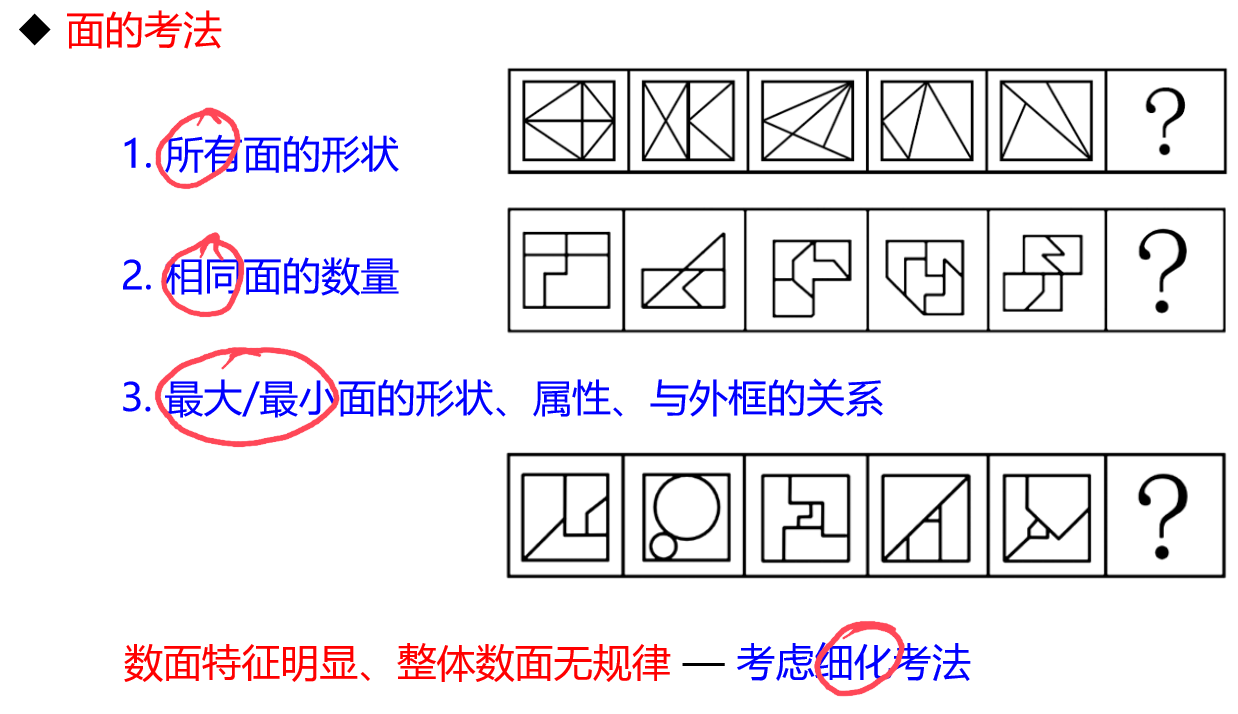 ◆ 面的考法
1. 所有面的形状
?
2. 相同面的数量
?
3. 最大/最小面的形状、属性、与外框的关系
?
数面特征明显、整体数面无规律 — 考虑细化考法